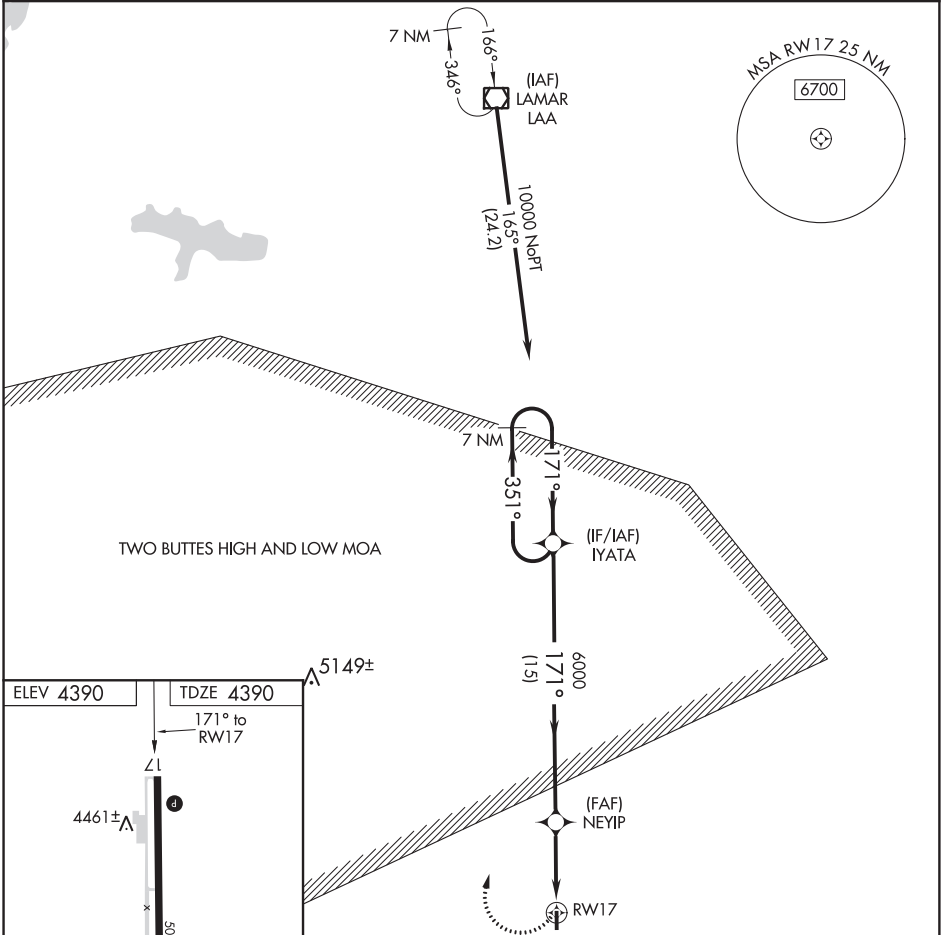 7 NM
166°
346°
(IAF)
LAMAR
LAA
MSA RW17 25 NM
6700
10000 NoPT
165°
(24.2)
7 NM
171°
351°
(IF/IAF)
IYATA
TWO BUTTES HIGH AND LOW MOA
6000
171°
(15)
5149±
ELEV 4390
TDZE 4390
171° to
RW17
17
P
4461±
x
50
(FAF)
NEYIP
RW17